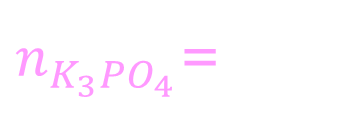 n_{K_3PO_4} =